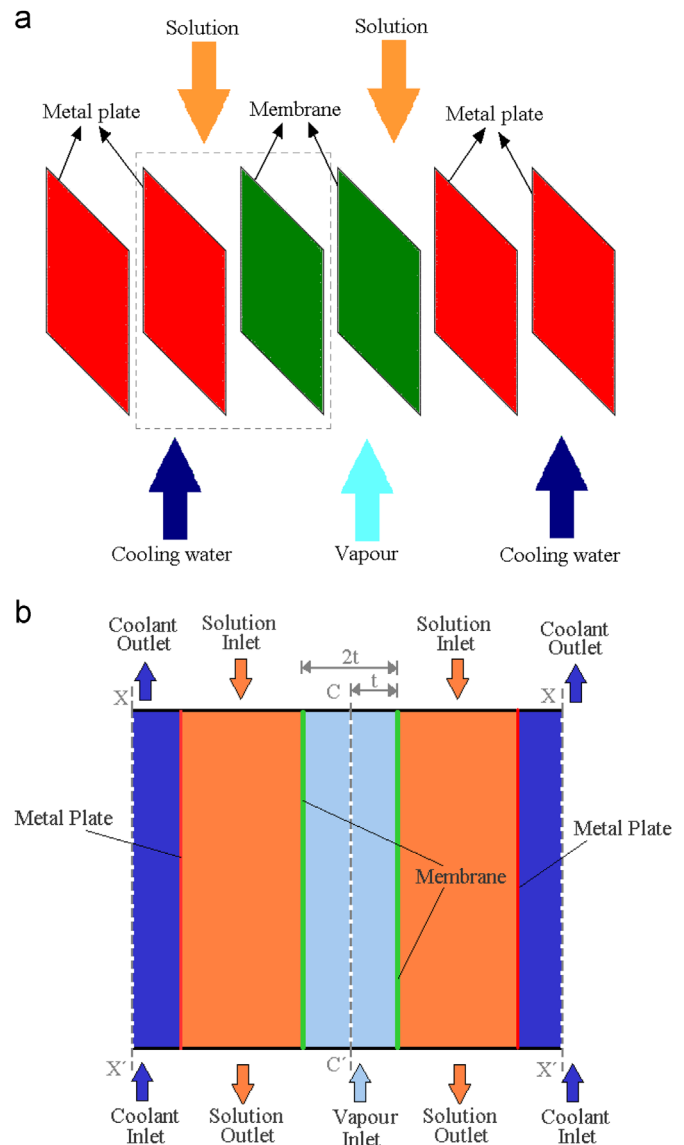 a
Solution
Solution
Metal plate
Membrane
Metal plate
Cooling water
Vapour
Cooling water
b
Coolant
Outlet
Solution
Inlet
Solution
Inlet
Coolant
Outlet
2t
X
C
t
X
Metal Plate
Metal Plate
Membrane
X´
C´
X´
Coolant
Inlet
Solution
Outlet
Vapour
Inlet
Solution
Outlet
Coolant
Inlet